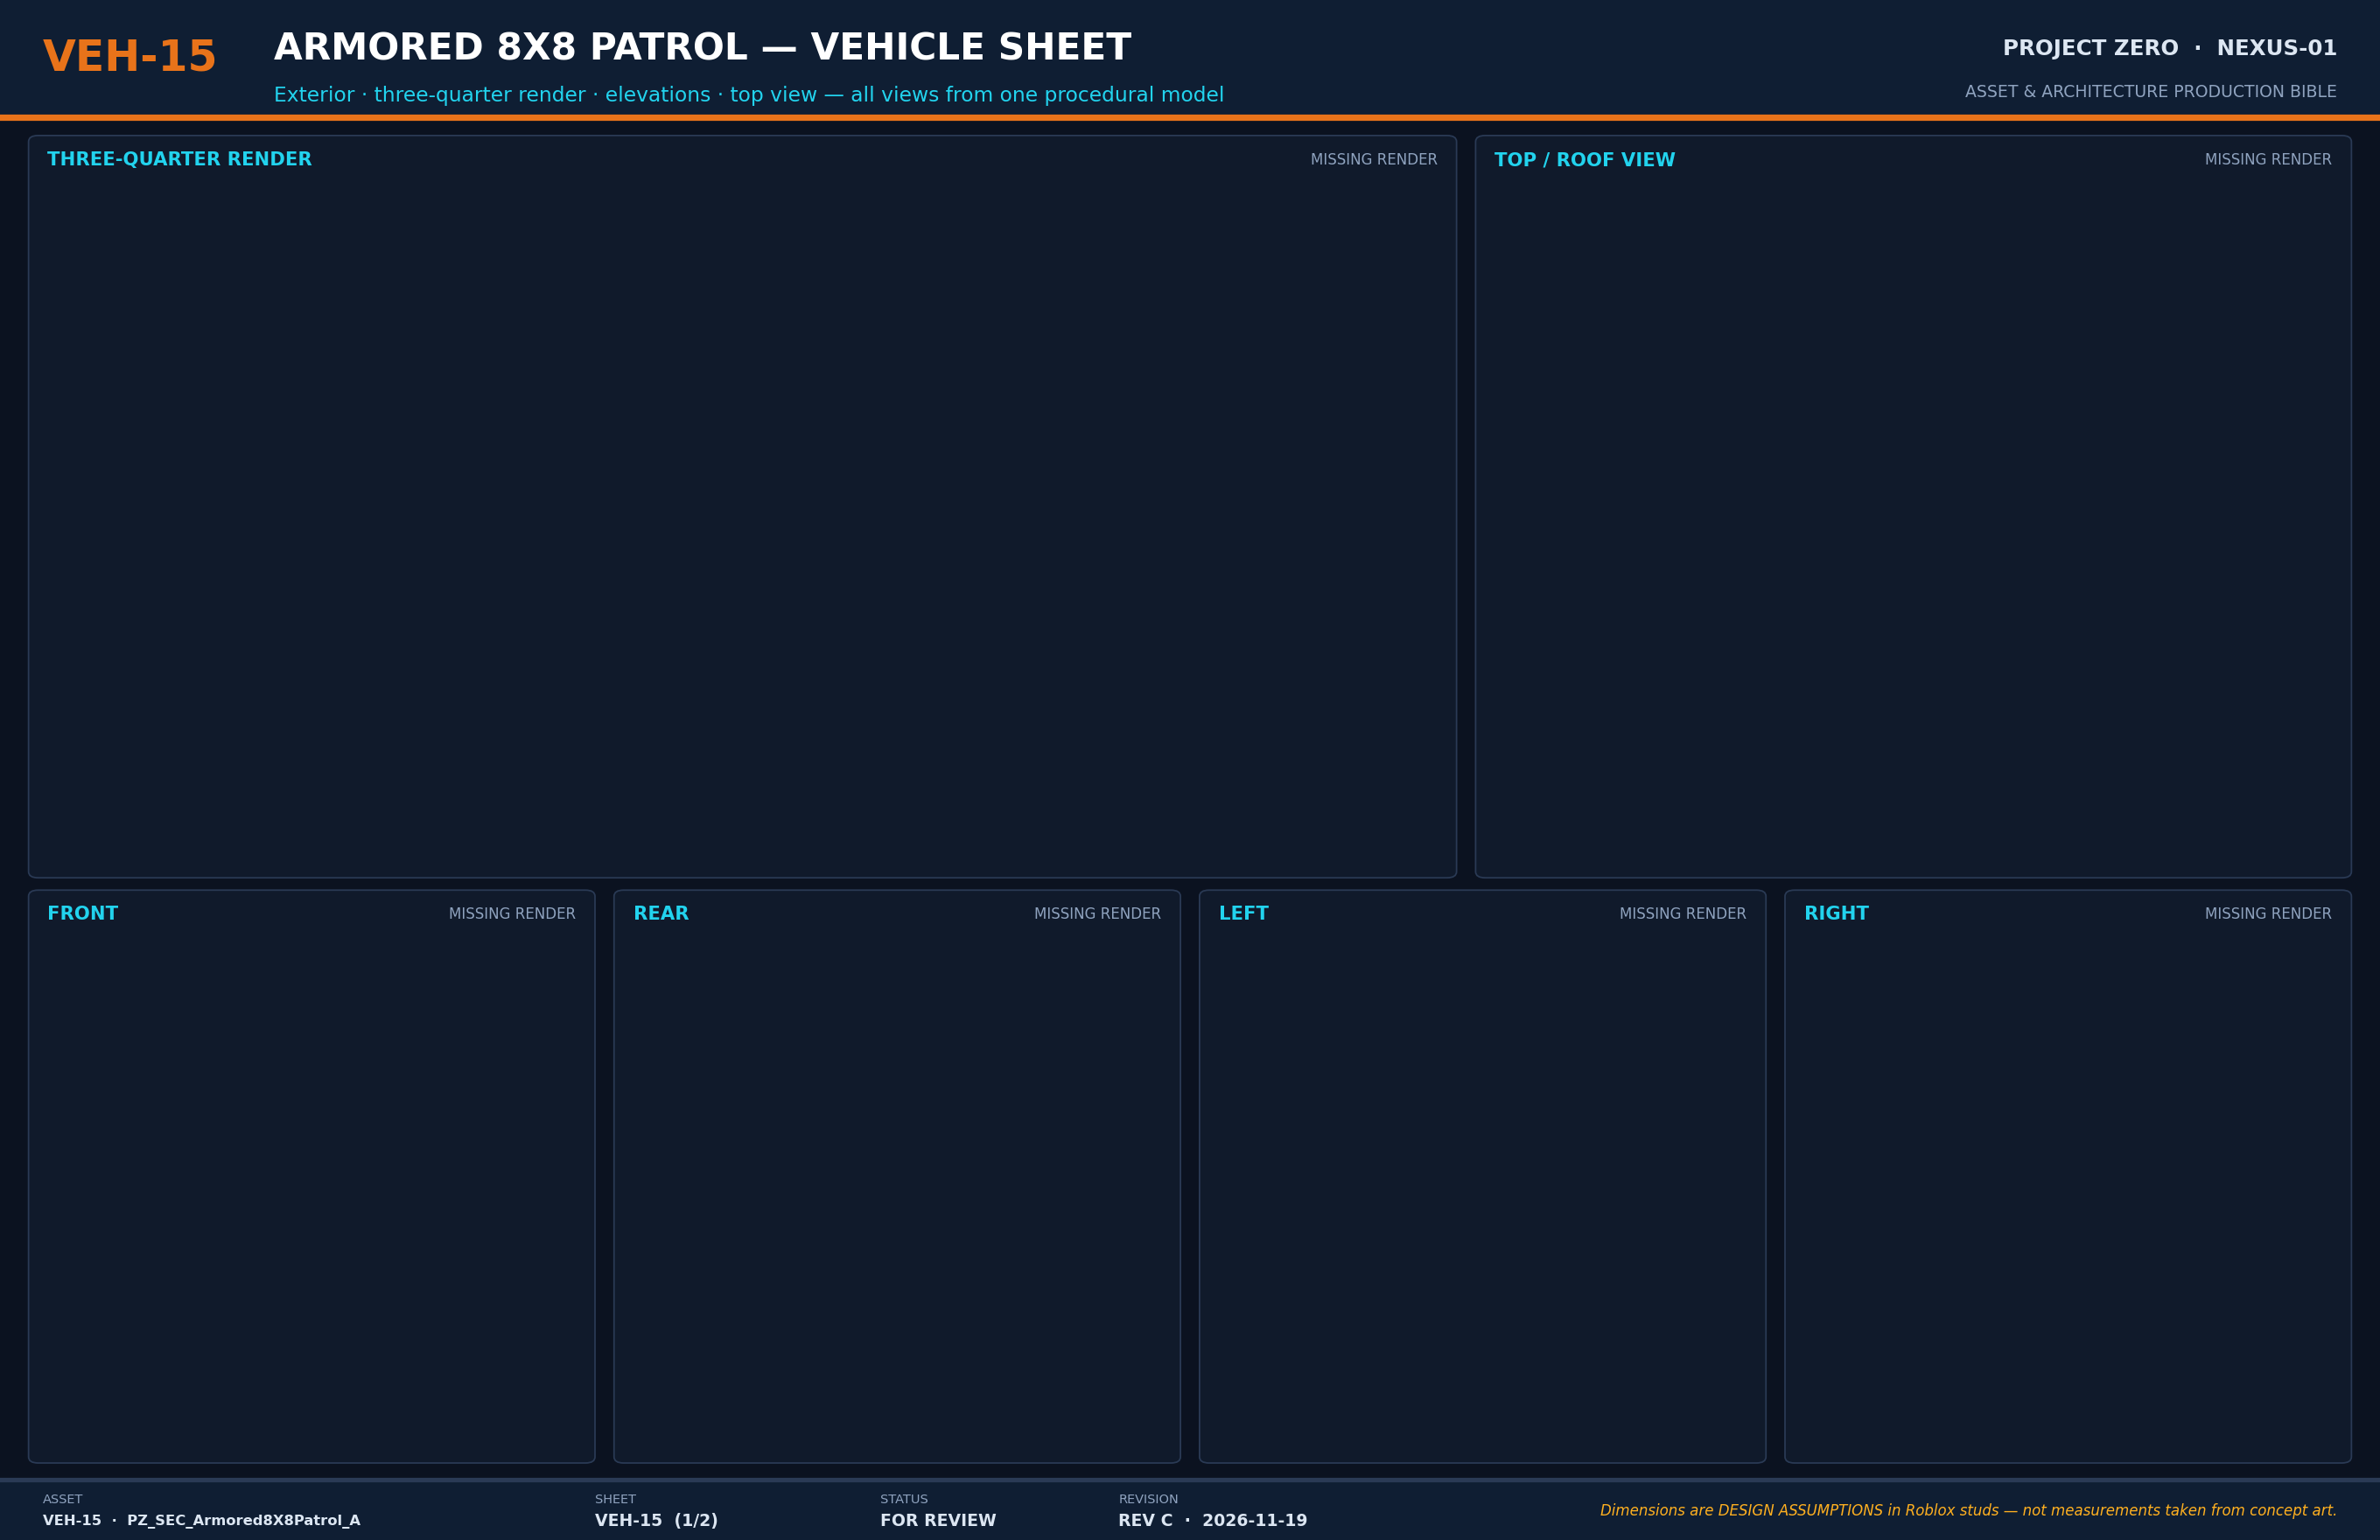 VEH-15
ARMORED 8X8 PATROL — VEHICLE SHEET
Exterior · three-quarter render · elevations · top view — all views from one procedural model
PROJECT ZERO · NEXUS-01
ASSET & ARCHITECTURE PRODUCTION BIBLE
THREE-QUARTER RENDER
MISSING RENDER
TOP / ROOF VIEW
MISSING RENDER
FRONT
MISSING RENDER
REAR
MISSING RENDER
LEFT
MISSING RENDER
RIGHT
MISSING RENDER
ASSET
VEH-15 · PZ_SEC_Armored8X8Patrol_A
SHEET
VEH-15 (1/2)
STATUS
FOR REVIEW
REVISION
REV C · 2026-11-19
Dimensions are DESIGN ASSUMPTIONS in Roblox studs — not measurements taken from concept art.